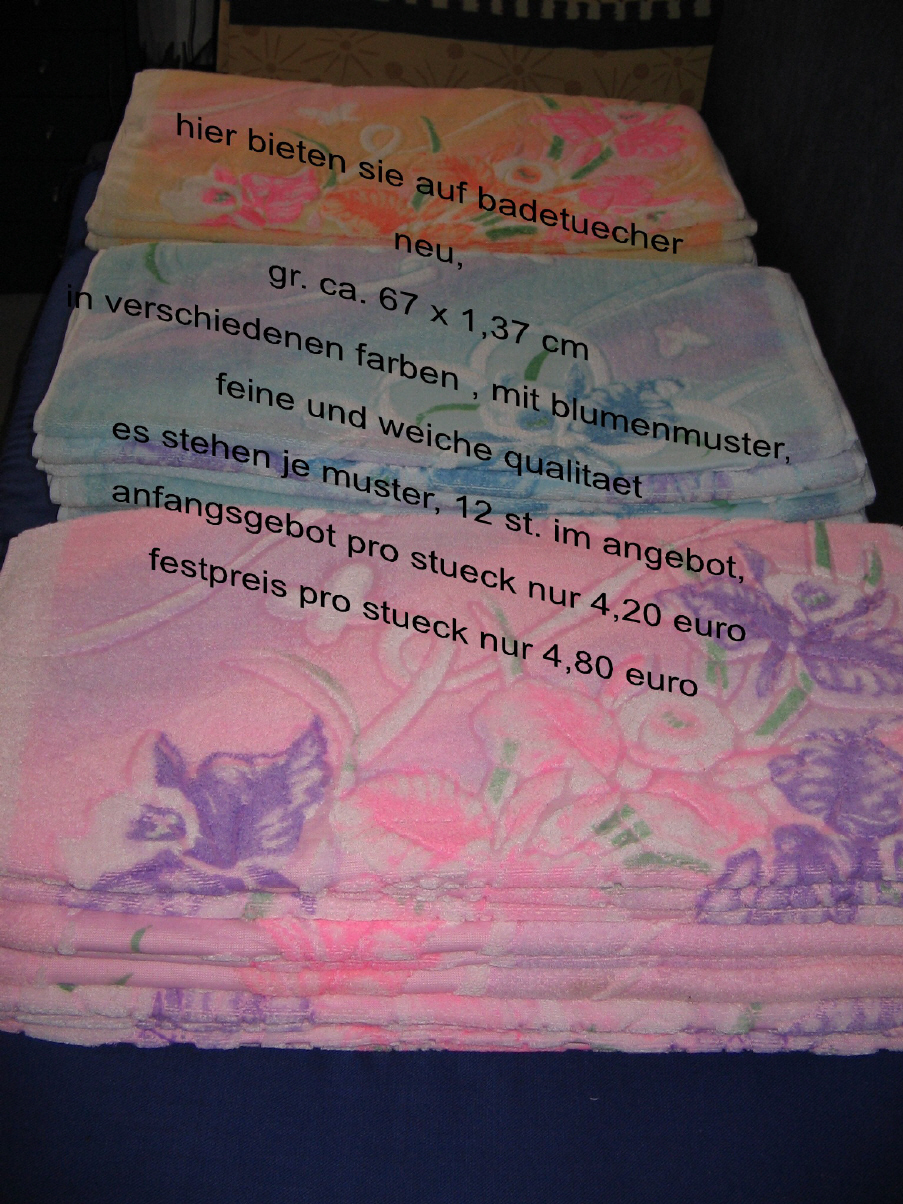 hier bieten sie auf badetuecher
neu,
gr. ca. 67 x 1,37 cm
in verschiedenen farben , mit blumenmuster,
feine und weiche qualitaet
es stehen je muster, 12 st. im angebot,
anfangsgebot pro stueck nur 4,20 euro
festpreis pro stueck nur 4,80 euro